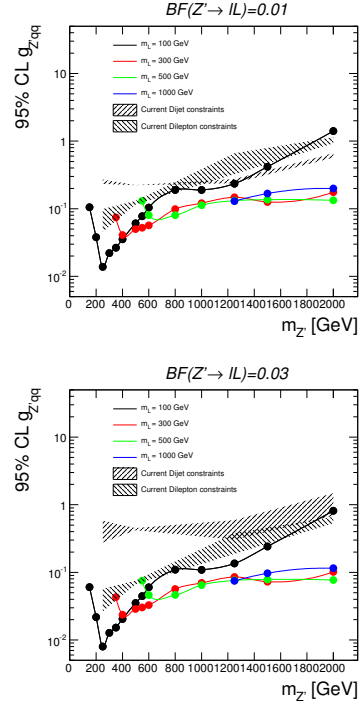 BF(Z'→ lL)=0.01
95% CL g_Z'qq
m_L = 100 GeV
m_L = 300 GeV
m_L = 500 GeV
m_L = 1000 GeV
Current Dijet constraints
Current Dilepton constraints
10
1
10^-1
10^-2
0 200 400 600 800 1000 1200 1400 1600 1800 2000
m_Z' [GeV]
BF(Z'→ lL)=0.03
95% CL g_Z'qq
m_L = 100 GeV
m_L = 300 GeV
m_L = 500 GeV
m_L = 1000 GeV
Current Dijet constraints
Current Dilepton constraints
10
1
10^-1
10^-2
0 200 400 600 800 1000 1200 1400 1600 1800 2000
m_Z' [GeV]